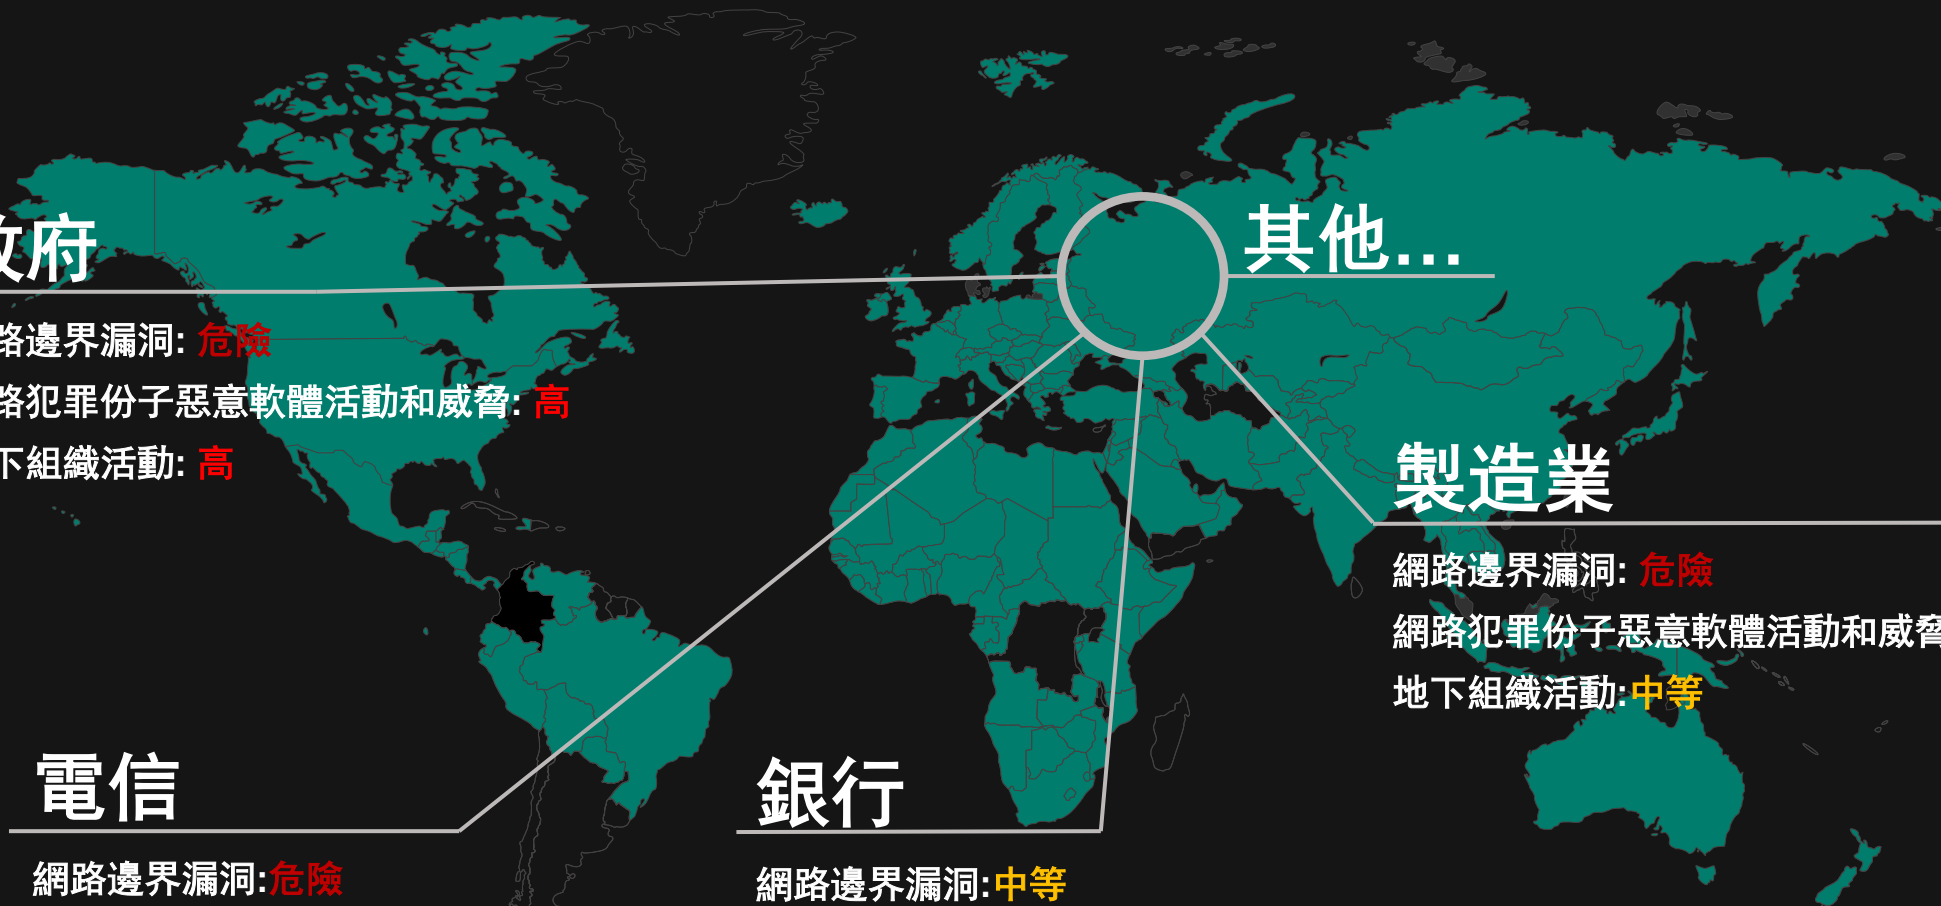 府
其他...
路邊界漏洞: 危險
路犯罪份子惡意軟體活動和威脅: 高
下組織活動: 高
製造業
網路邊界漏洞: 危險
網路犯罪份子惡意軟體活動和威脅
地下組織活動:中等
電信
網路邊界漏洞:危險
銀行
網路邊界漏洞:中等